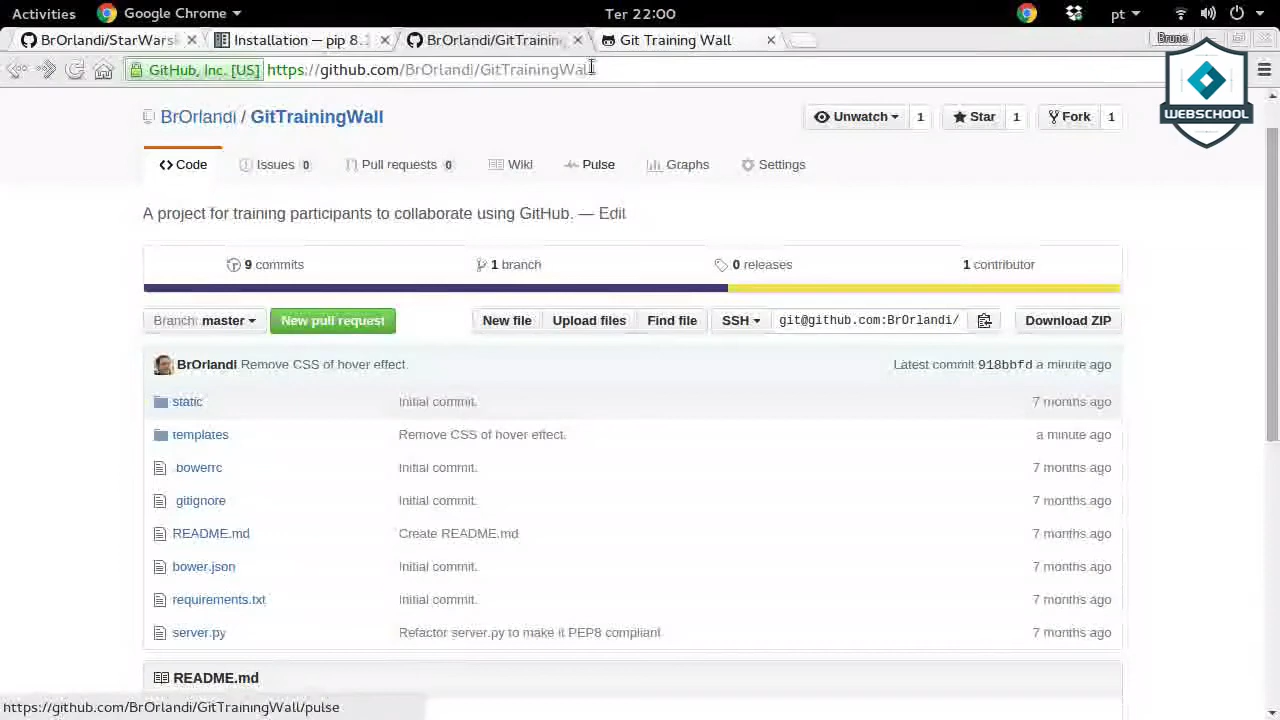 Activities Google Chrome Ter 22:00 pt
BrOrlandi/StarWars Installation — pip 8. BrOrlandi/GitTraining Git Training Wall Bruno
GitHub, Inc. [US] https://github.com/BrOrlandi/GitTrainingWall
WEBSCHOOL
BrOrlandi / GitTrainingWall Unwatch 1 Star 1 Fork 1
Code Issues 0 Pull requests 0 Wiki Pulse Graphs Settings
A project for training participants to collaborate using GitHub. — Edit
9 commits 1 branch 0 releases 1 contributor
Branch: master New pull request New file Upload files Find file SSH git@github.com:BrOrlandi/ Download ZIP
BrOrlandi Remove CSS of hover effect. Latest commit 918bbfd a minute ago
static Initial commit. 7 months ago
templates Remove CSS of hover effect. a minute ago
.bowerrc Initial commit. 7 months ago
.gitignore Initial commit. 7 months ago
README.md Create README.md 7 months ago
bower.json Initial commit. 7 months ago
requirements.txt Initial commit. 7 months ago
server.py Refactor server.py to make it PEP8 compliant 7 months ago
README.md
https://github.com/BrOrlandi/GitTrainingWall/pulse